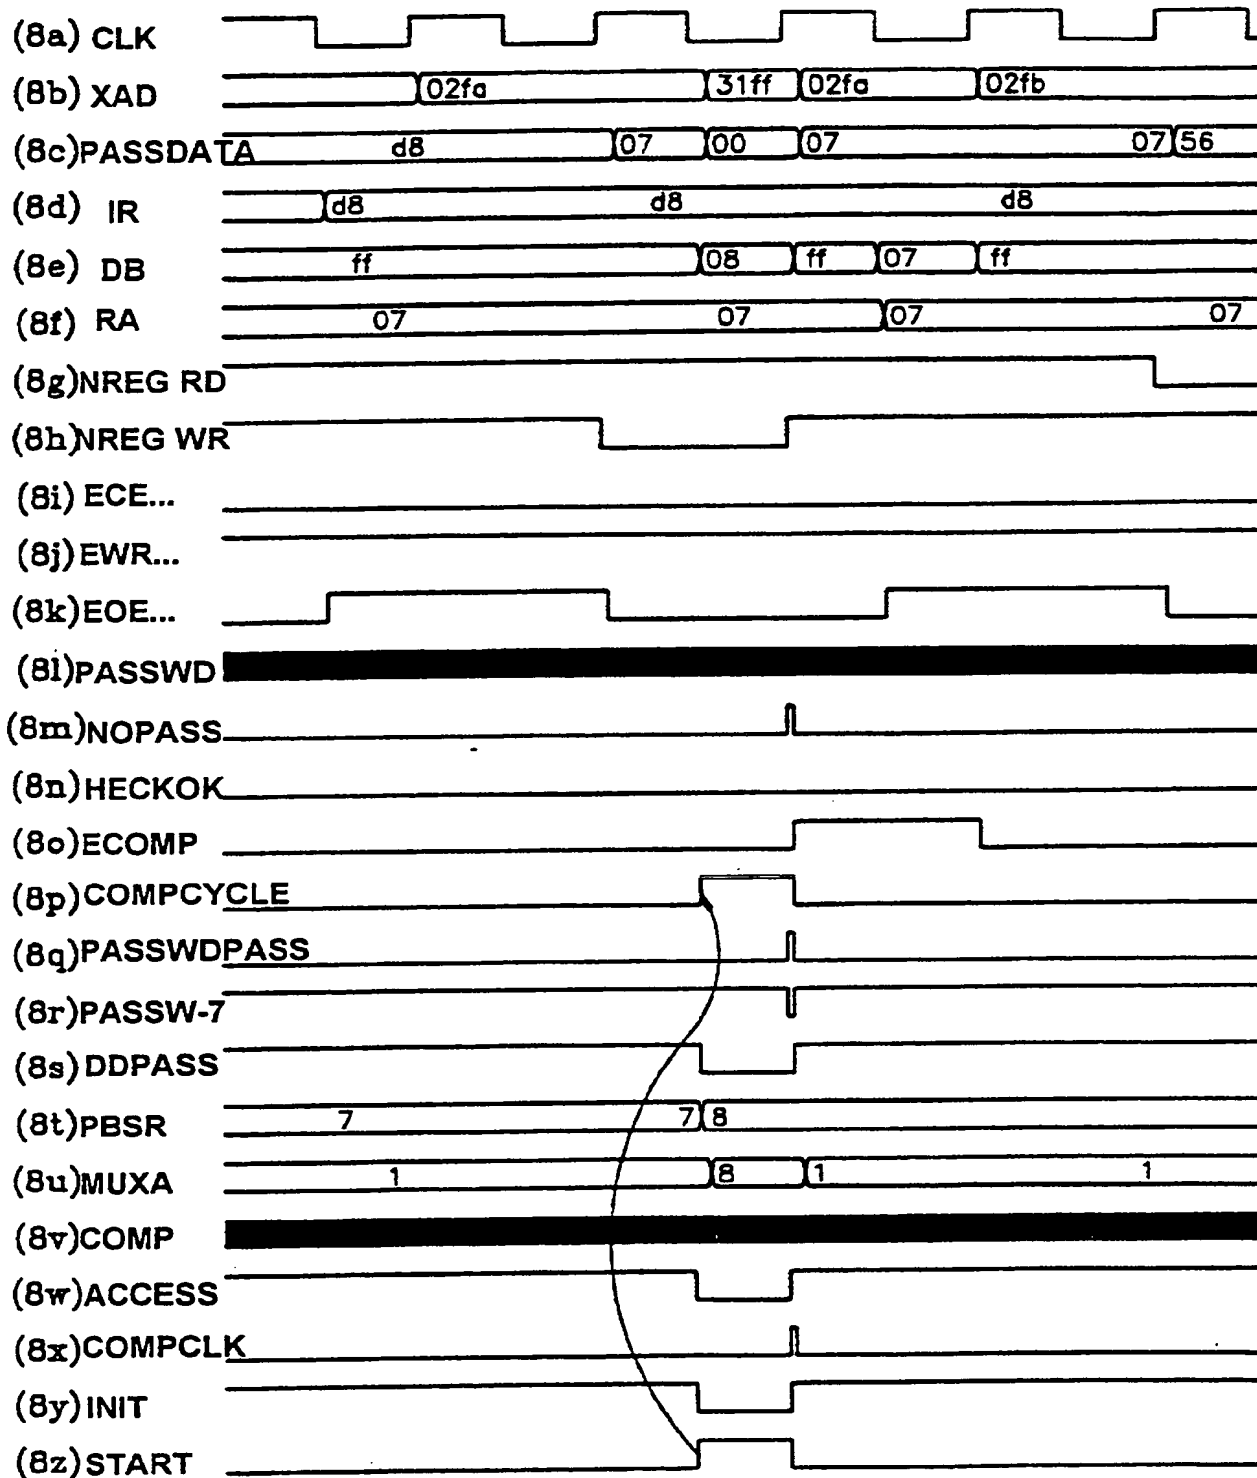 (8a) CLK
(8b) XAD 02fa 31ff 02fa 02fb
(8c) PASSDATA d8 07 00 07 07 56
(8d) IR d8 d8 d8
(8e) DB ff 08 ff 07 ff
(8f) RA 07 07 07 07
(8g) NREG RD
(8h) NREG WR
(8i) ECE...
(8j) EWR...
(8k) EOE...
(8l) PASSWD
(8m) NOPASS
(8n) HECKOK
(8o) ECOMP
(8p) COMPCYCLE
(8q) PASSWDPASS
(8r) PASSW-7
(8s) DDPASS
(8t) PBSR 7 7 8
(8u) MUXA 1 8 1 1
(8v) COMP
(8w) ACCESS
(8x) COMPCLK
(8y) INIT
(8z) START